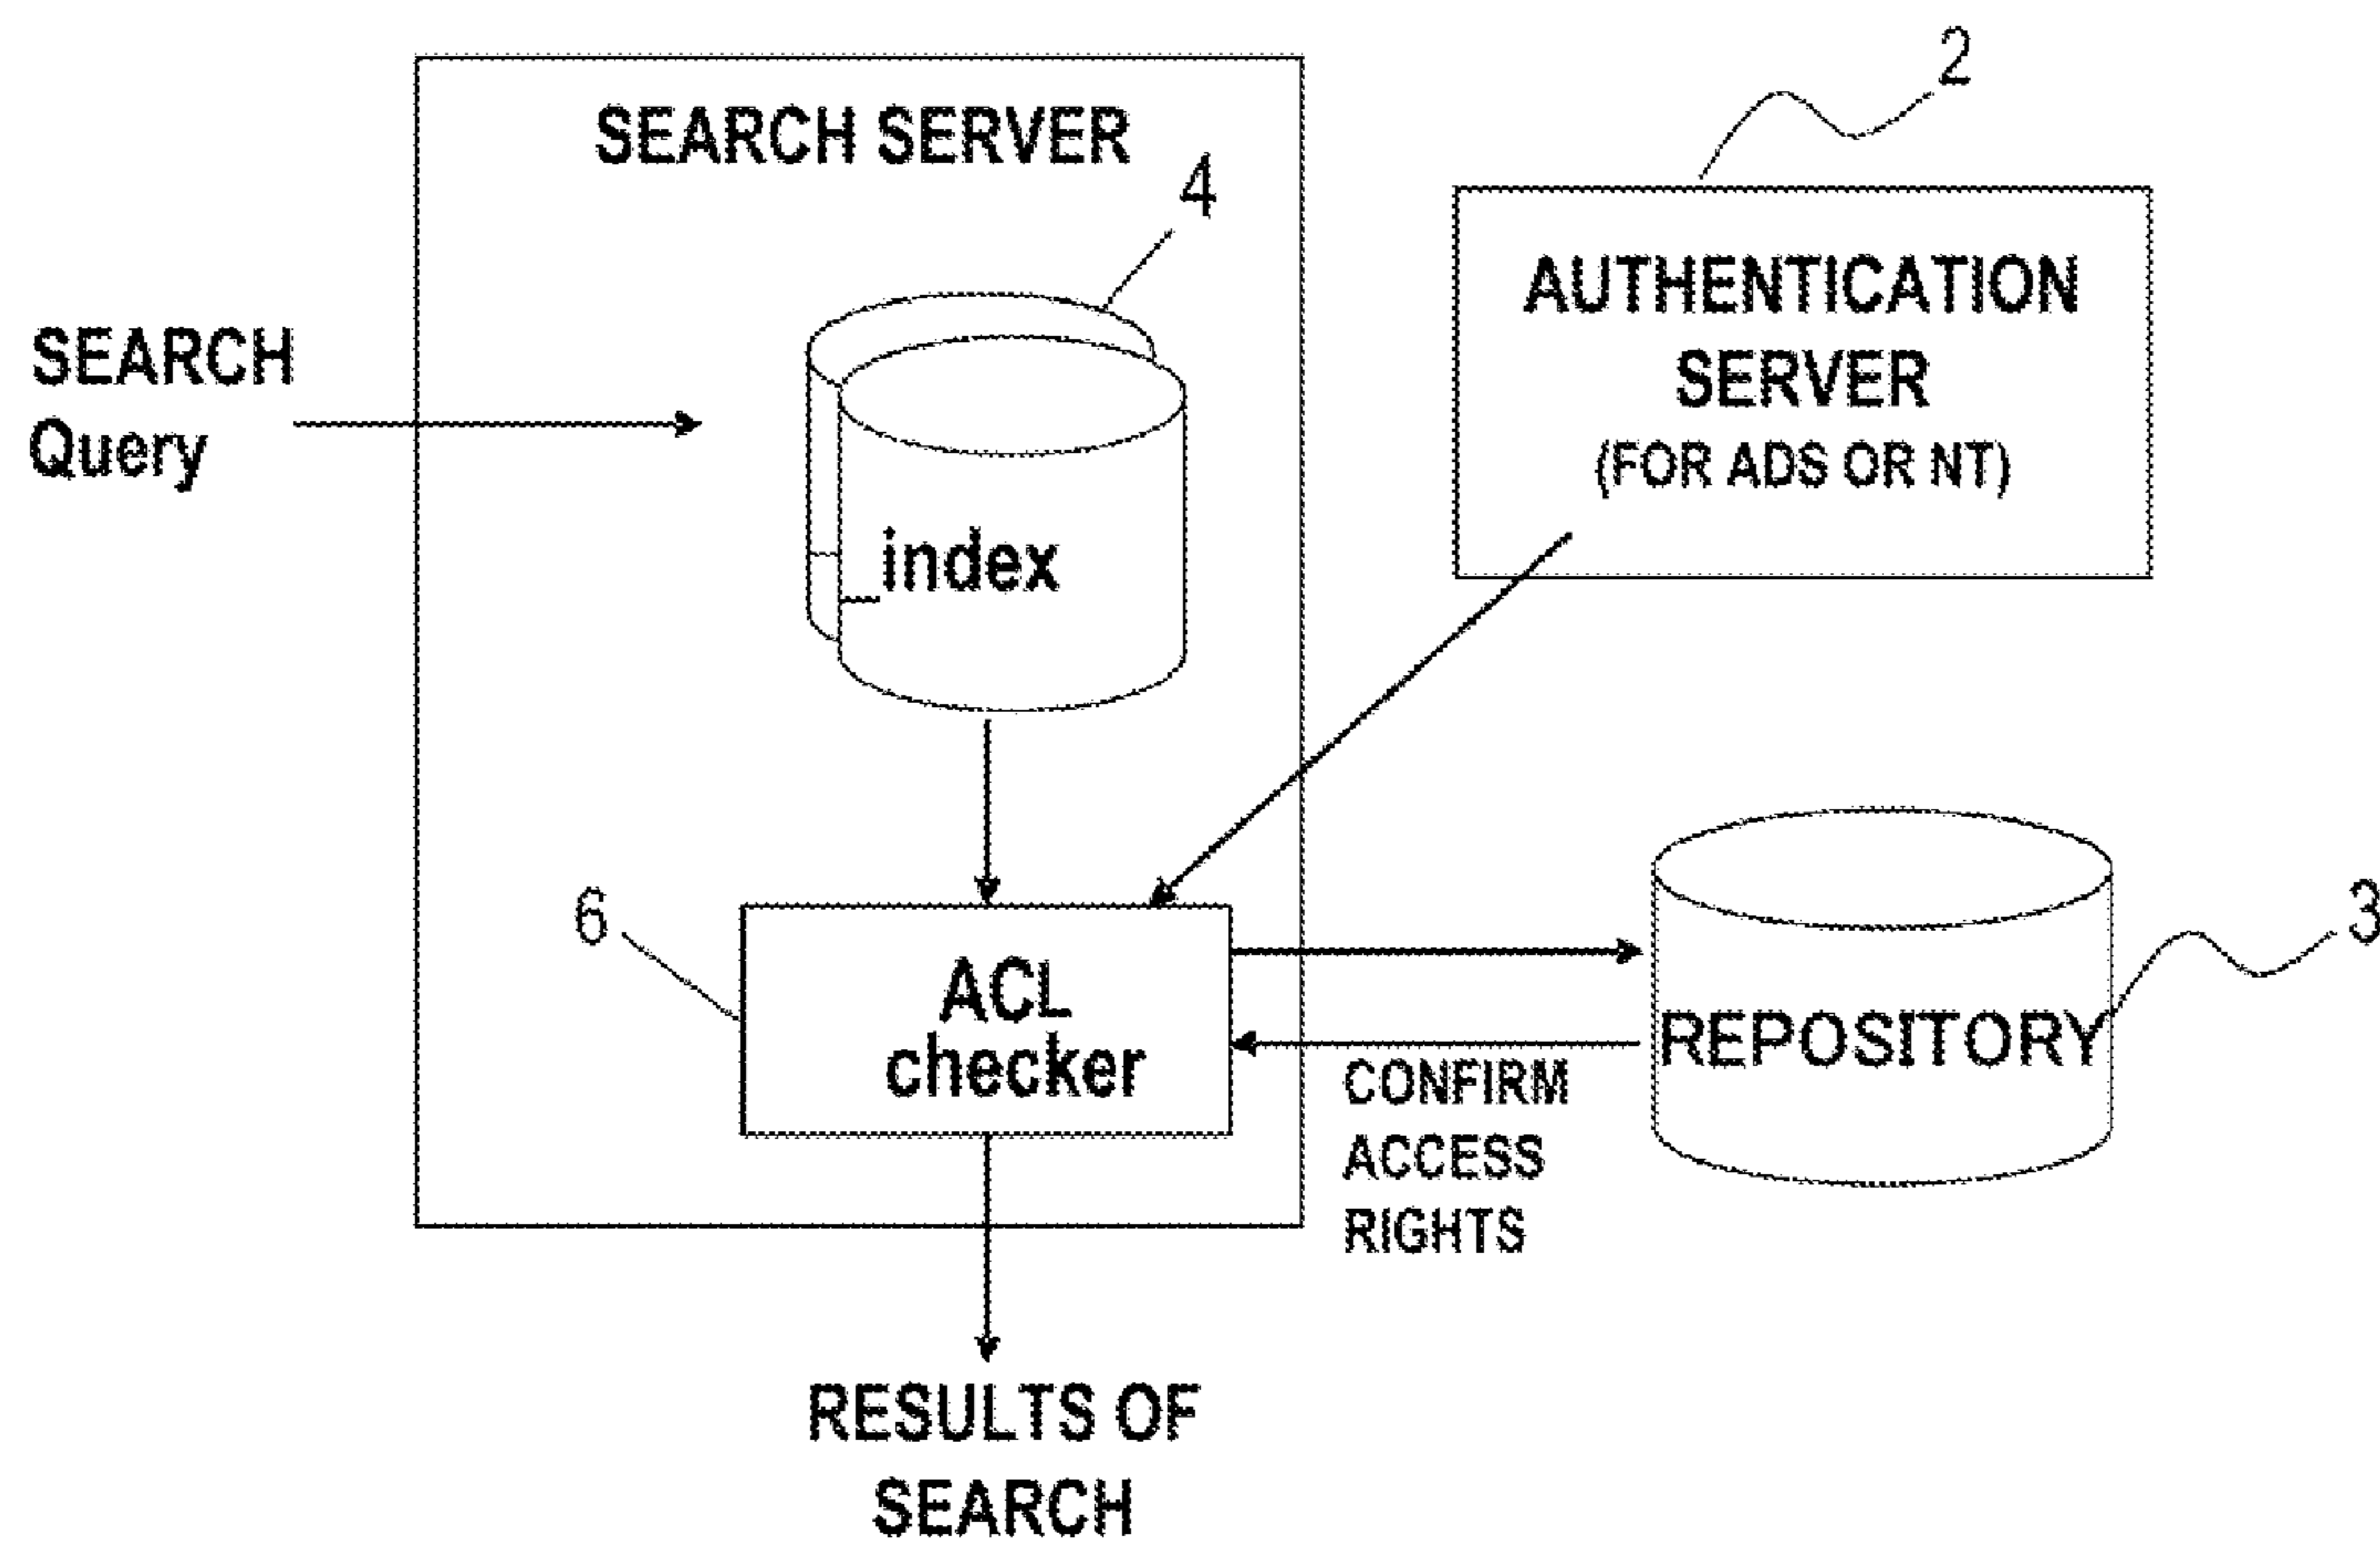 2
SEARCH SERVER
4
AUTHENTICATION
SERVER
(FOR ADS OR NT)
SEARCH
Query
index
6
ACL
checker
3
REPOSITORY
CONFIRM
ACCESS
RIGHTS
RESULTS OF
SEARCH